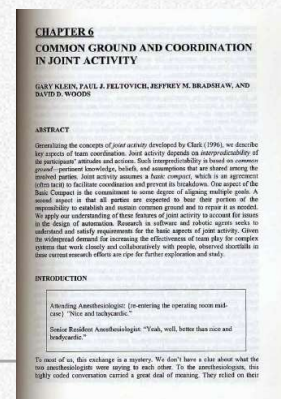 CHAPTER 6
COMMON GROUND AND COORDINATION
IN JOINT ACTIVITY
GARY KLEIN, PAUL J. FELTOVICH, JEFFREY M. BRADSHAW, AND
DAVID D. WOODS
ABSTRACT
Generalizing the concepts of joint activity developed by Clark (1996), we describe
key aspects of team coordination. Joint activity depends on interpredictability of
the participants' attitudes and actions. Such interpredictability is based on common
ground—pertinent knowledge, beliefs, and assumptions that are shared among the
involved parties. Joint activity assumes a basic compact, which is an agreement
(often tacit) to facilitate coordination and prevent its breakdowns. One aspect of the
Basic Compact is the commitment to some degree of aligning multiple goals. A
second aspect is that all parties are expected to bear their portion of the
responsibility to establish and sustain common ground and to repair it as needed.
We apply our understanding of these features of joint activity to account for issues
in the design of automation. Research in software and robotic agents seeks to
understand and satisfy requirements for the basic aspects of joint activity. Given
the widespread demand for increasing the effectiveness of team play for complex
systems that work closely and collaboratively with people, observed shortfalls in
these current research efforts are ripe for further exploration and study.
INTRODUCTION
Attending Anesthesiologist: {re-entering the operating room mid-
case} "Nice and tachycardic."
Senior Resident Anesthesiologist: "Yeah, well, better than nice and
bradycardic."
To most of us, this exchange is a mystery. We don't have a clue about what the
two anesthesiologists were saying to each other. To the anesthesiologists, this
highly coded conversation carried a great deal of meaning. They relied on their